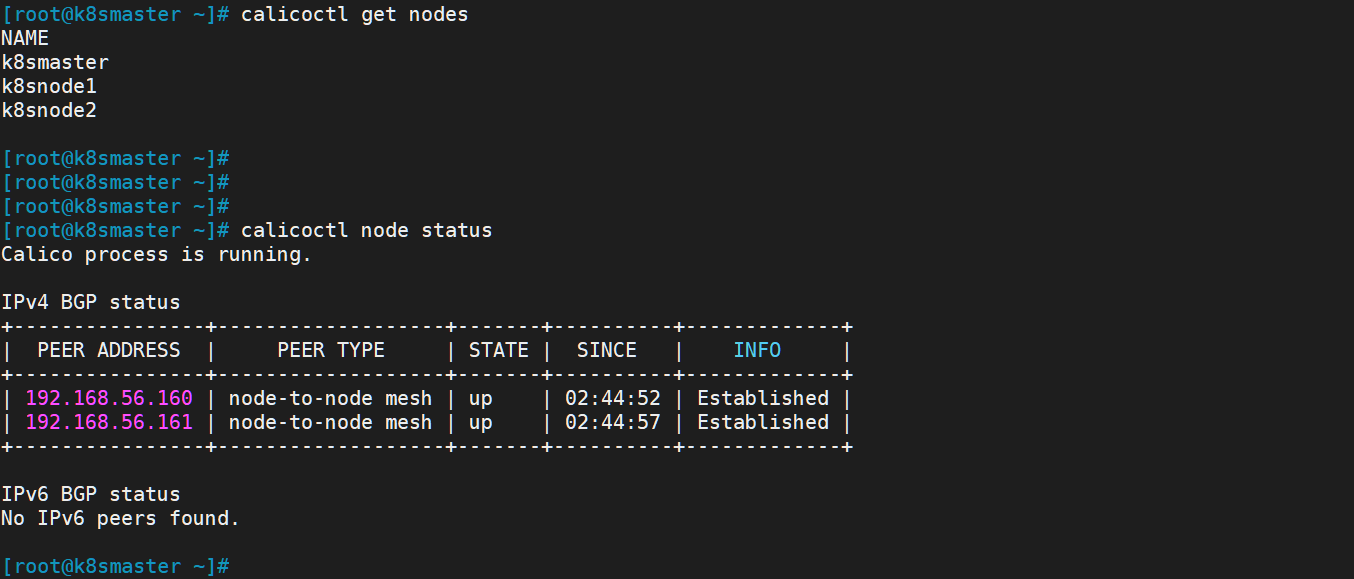 [root@k8smaster ~]# calicoctl get nodes
NAME
k8smaster
k8snode1
k8snode2
[root@k8smaster ~]#
[root@k8smaster ~]#
[root@k8smaster ~]#
[root@k8smaster ~]# calicoctl node status
Calico process is running.
IPv4 BGP status
+----------------+-------------------+-------+----------+-------------+
|  PEER ADDRESS  |     PEER TYPE     | STATE |  SINCE   |    INFO     |
+----------------+-------------------+-------+----------+-------------+
| 192.168.56.160 | node-to-node mesh | up    | 02:44:52 | Established |
| 192.168.56.161 | node-to-node mesh | up    | 02:44:57 | Established |
+----------------+-------------------+-------+----------+-------------+
IPv6 BGP status
No IPv6 peers found.
[root@k8smaster ~]#